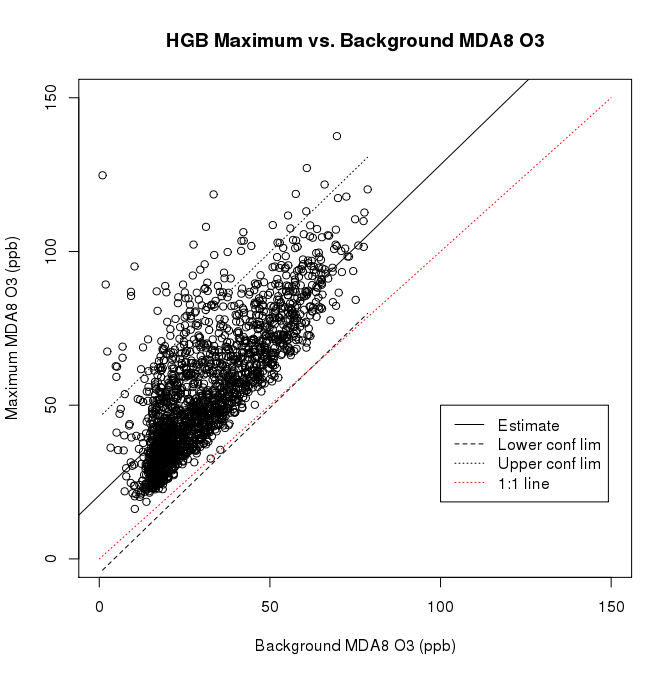 HGB Maximum vs. Background MDA8 O3
Maximum MDA8 O3 (ppb)
150
100
50
0
Estimate
Lower conf lim
Upper conf lim
1:1 line
0 50 100 150
Background MDA8 O3 (ppb)